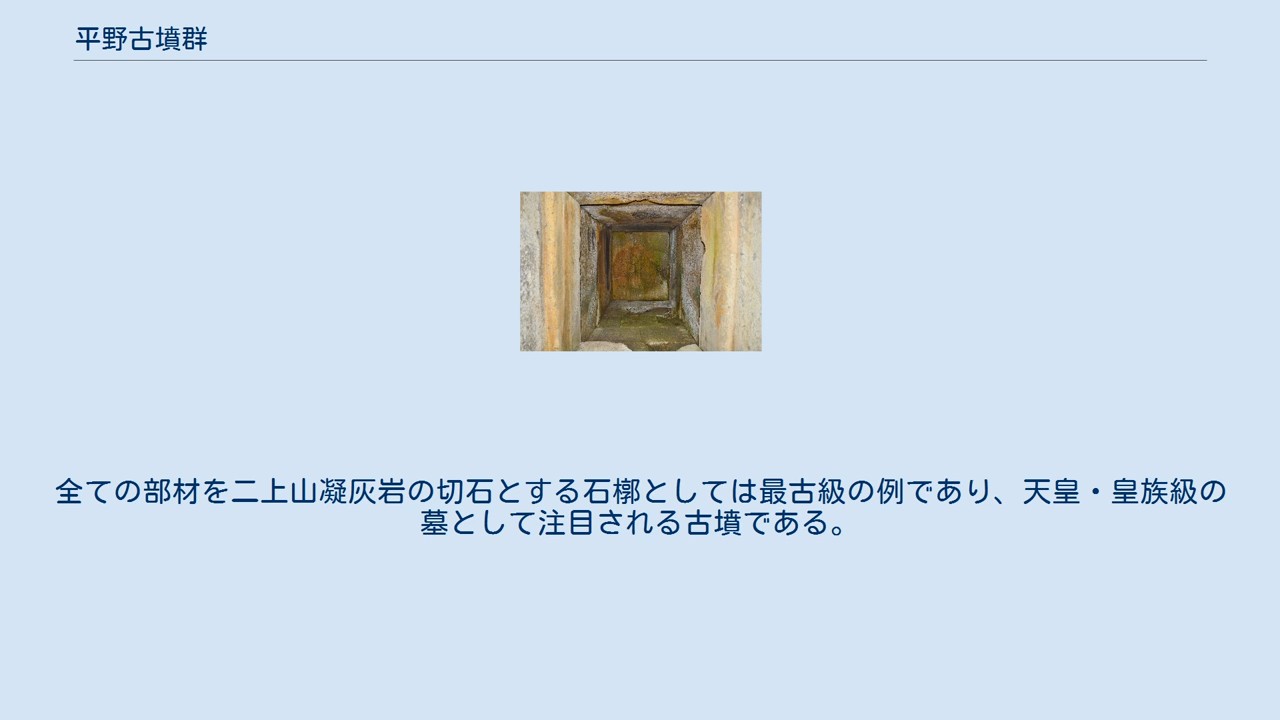 平野古墳群
全ての部材を二上山凝灰岩の切石とする石槨としては最古級の例であり、天皇・皇族級の
墓として注目される古墳である。